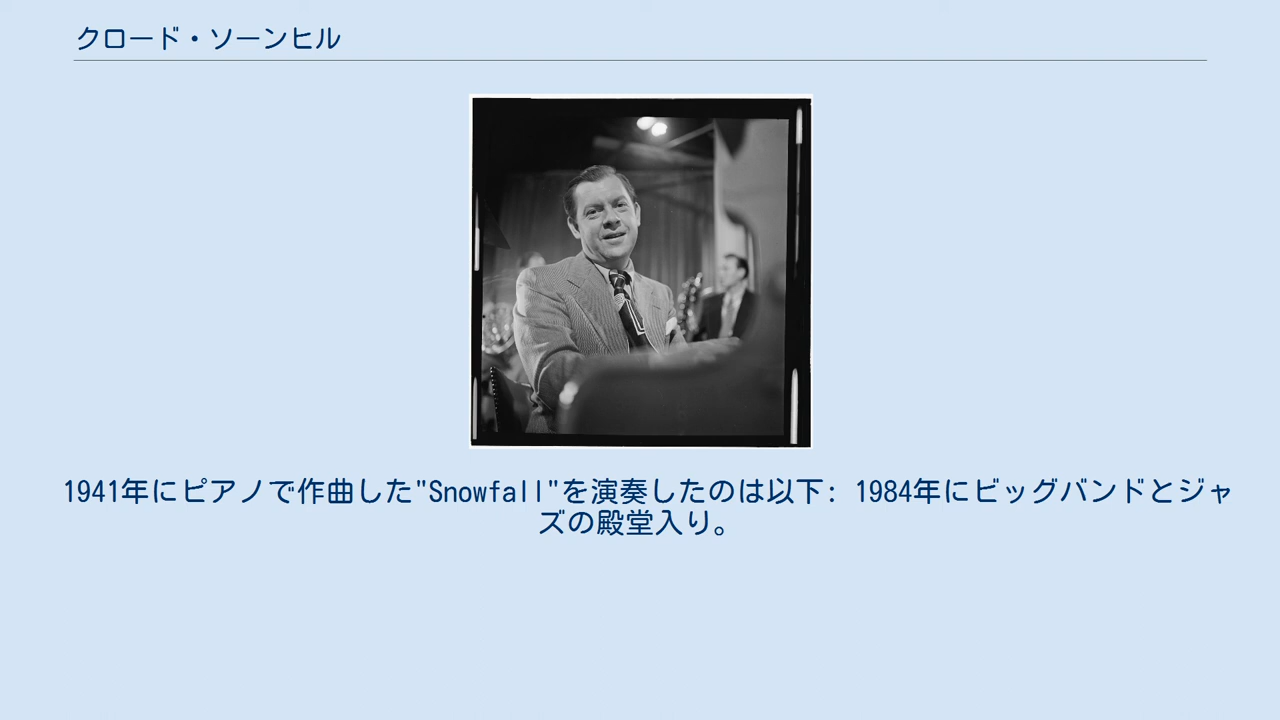 クロード・ソーンヒル
1941年にピアノで作曲した"Snowfall"を演奏したのは以下: 1984年にビッグバンドとジャ
ズの殿堂入り。